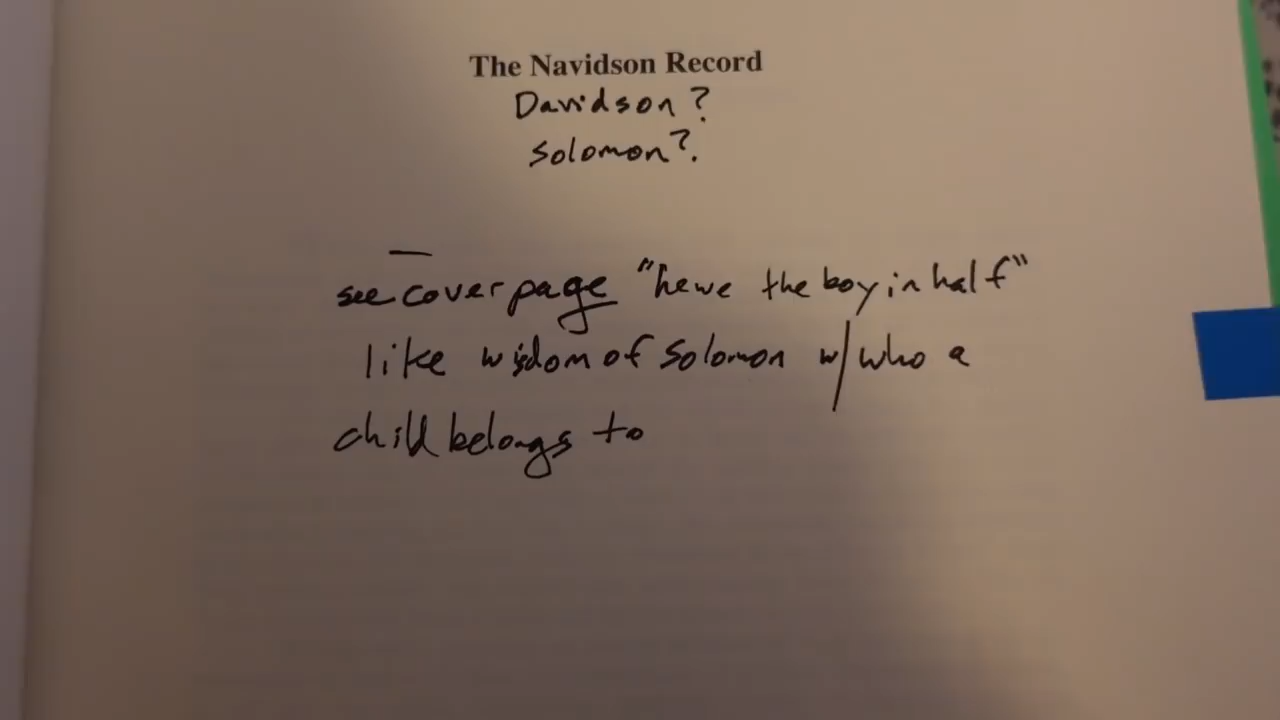 The Navidson Record
Davidson?
Solomon?
see cover page "hewe the boy in half"
like wisdom of Solomon w/ who a
child belongs to